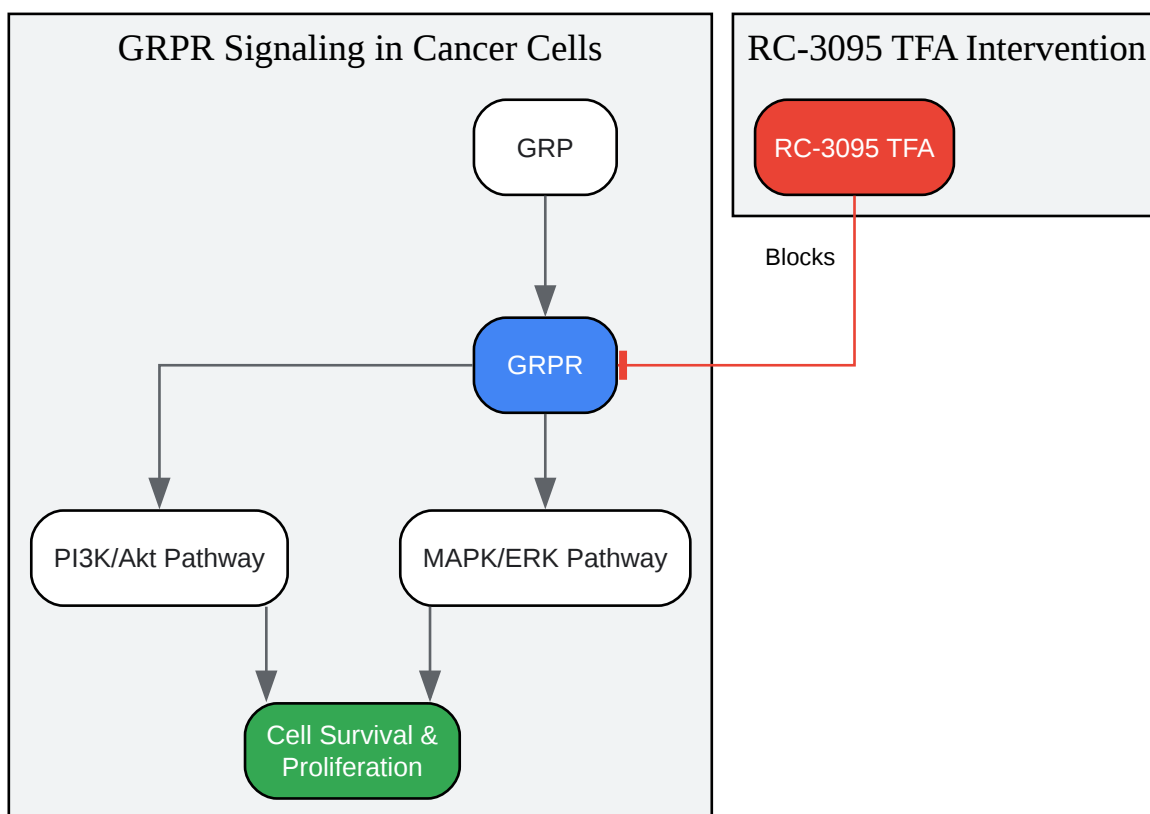 GRPR Signaling in Cancer Cells
RC-3095 TFA Intervention
GRP
RC-3095 TFA
Blocks
GRPR
PI3K/Akt Pathway
MAPK/ERK Pathway
Cell Survival &
Proliferation